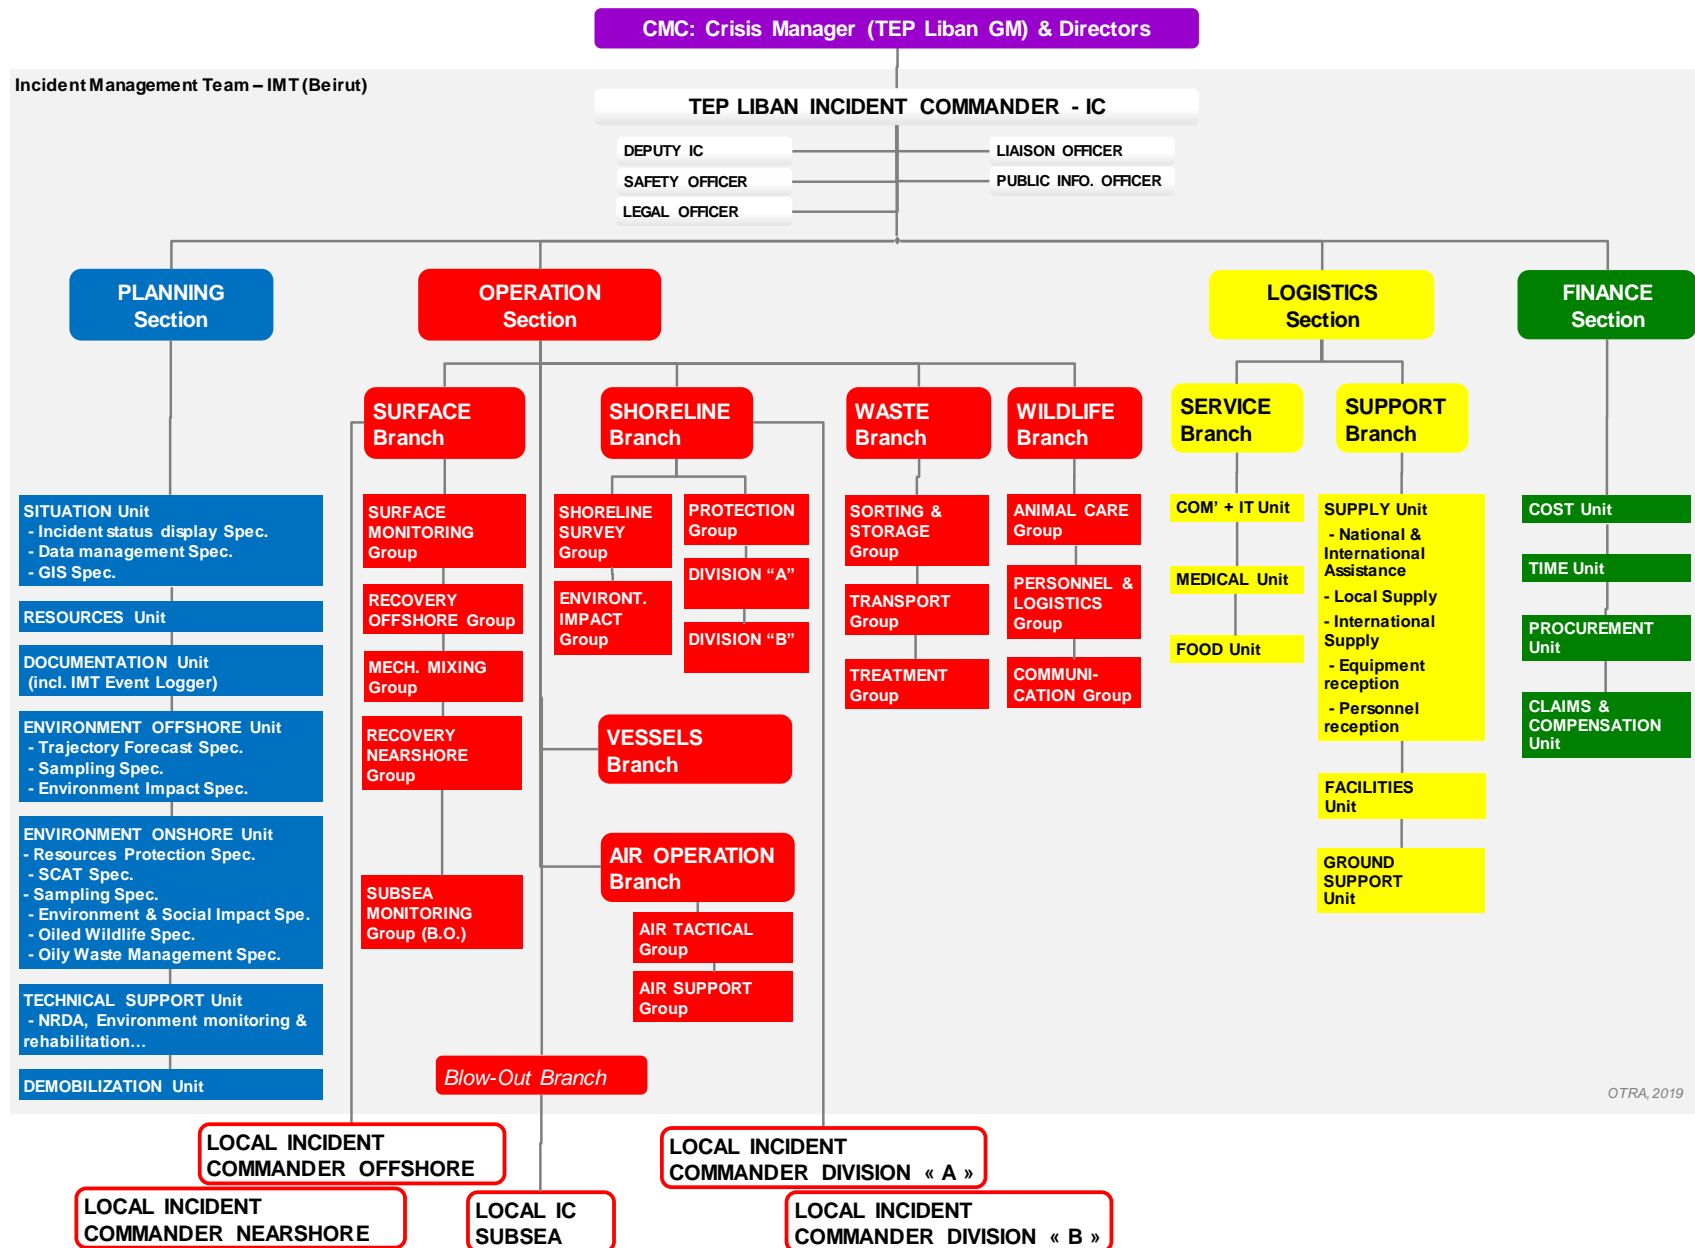 CMC: Crisis Manager (TEP Liban GM) & Directors
Incident Management Team – IMT (Beirut)
TEP LIBAN INCIDENT COMMANDER - IC
DEPUTY IC
LIAISON OFFICER
SAFETY OFFICER
PUBLIC INFO. OFFICER
LEGAL OFFICER
PLANNING
Section
OPERATION
Section
LOGISTICS
Section
FINANCE
Section
SURFACE
Branch
SHORELINE
Branch
WASTE
Branch
WILDLIFE
Branch
SERVICE
Branch
SUPPORT
Branch
SITUATION Unit
- Incident status display Spec.
- Data management Spec.
- GIS Spec.
RESOURCES Unit
DOCUMENTATION Unit
(incl. IMT Event Logger)
ENVIRONMENT OFFSHORE Unit
- Trajectory Forecast Spec.
- Sampling Spec.
- Environment Impact Spec.
ENVIRONMENT ONSHORE Unit
- Resources Protection Spec.
- SCAT Spec.
- Sampling Spec.
- Environment & Social Impact Spe.
- Oiled Wildlife Spec.
- Oily Waste Management Spec.
TECHNICAL SUPPORT Unit
- NRDA, Environment monitoring &
rehabilitation...
DEMOBILIZATION Unit
SURFACE
MONITORING
Group
RECOVERY
OFFSHORE Group
MECH. MIXING
Group
RECOVERY
NEARSHORE
Group
SUBSEA
MONITORING
Group (B.O.)
SHORELINE
SURVEY
Group
ENVIRONT.
IMPACT
Group
PROTECTION
Group
DIVISION “A”
DIVISION “B”
VESSELS
Branch
AIR OPERATION
Branch
AIR TACTICAL
Group
AIR SUPPORT
Group
Blow-Out Branch
SORTING &
STORAGE
Group
TRANSPORT
Group
TREATMENT
Group
ANIMAL CARE
Group
PERSONNEL &
LOGISTICS
Group
COMMUNI-
CATION Group
COM’ + IT Unit
MEDICAL Unit
FOOD Unit
SUPPLY Unit
- National &
International
Assistance
- Local Supply
- International
Supply
- Equipment
reception
- Personnel
reception
FACILITIES
Unit
GROUND
SUPPORT
Unit
COST Unit
TIME Unit
PROCUREMENT
Unit
CLAIMS &
COMPENSATION
Unit
OTRA, 2019
LOCAL INCIDENT
COMMANDER OFFSHORE
LOCAL INCIDENT
COMMANDER DIVISION « A »
LOCAL INCIDENT
COMMANDER NEARSHORE
LOCAL IC
SUBSEA
LOCAL INCIDENT
COMMANDER DIVISION « B »